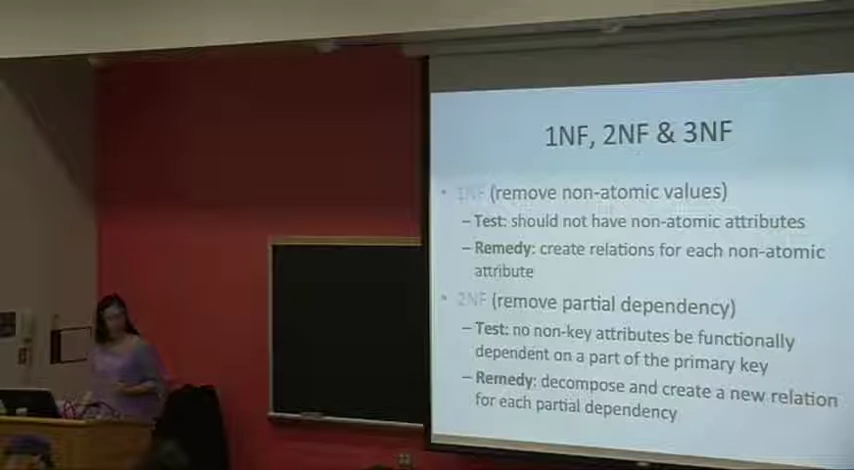 1NF, 2NF & 3NF
• 1NF (remove non-atomic values)
– Test: should not have non-atomic attributes
– Remedy: create relations for each non-atomic
attribute
• 2NF (remove partial dependency)
– Test: no non-key attributes be functionally
dependent on a part of the primary key
– Remedy: decompose and create a new relation
for each partial dependency